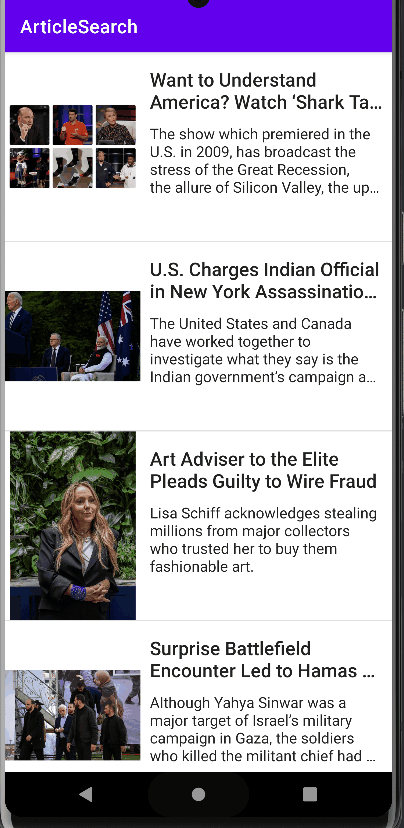 ArticleSearch
Want to Understand
America? Watch ‘Shark Ta...
The show which premiered in the
U.S. in 2009, has broadcast the
stress of the Great Recession,
the allure of Silicon Valley, the up...
U.S. Charges Indian Official
in New York Assassinatio...
The United States and Canada
have worked together to
investigate what they say is the
Indian government’s campaign a...
Art Adviser to the Elite
Pleads Guilty to Wire Fraud
Lisa Schiff acknowledges stealing
millions from major collectors
who trusted her to buy them
fashionable art.
Surprise Battlefield
Encounter Led to Hamas ...
Although Yahya Sinwar was a
major target of Israel’s military
campaign in Gaza, the soldiers
who killed the militant chief had ...